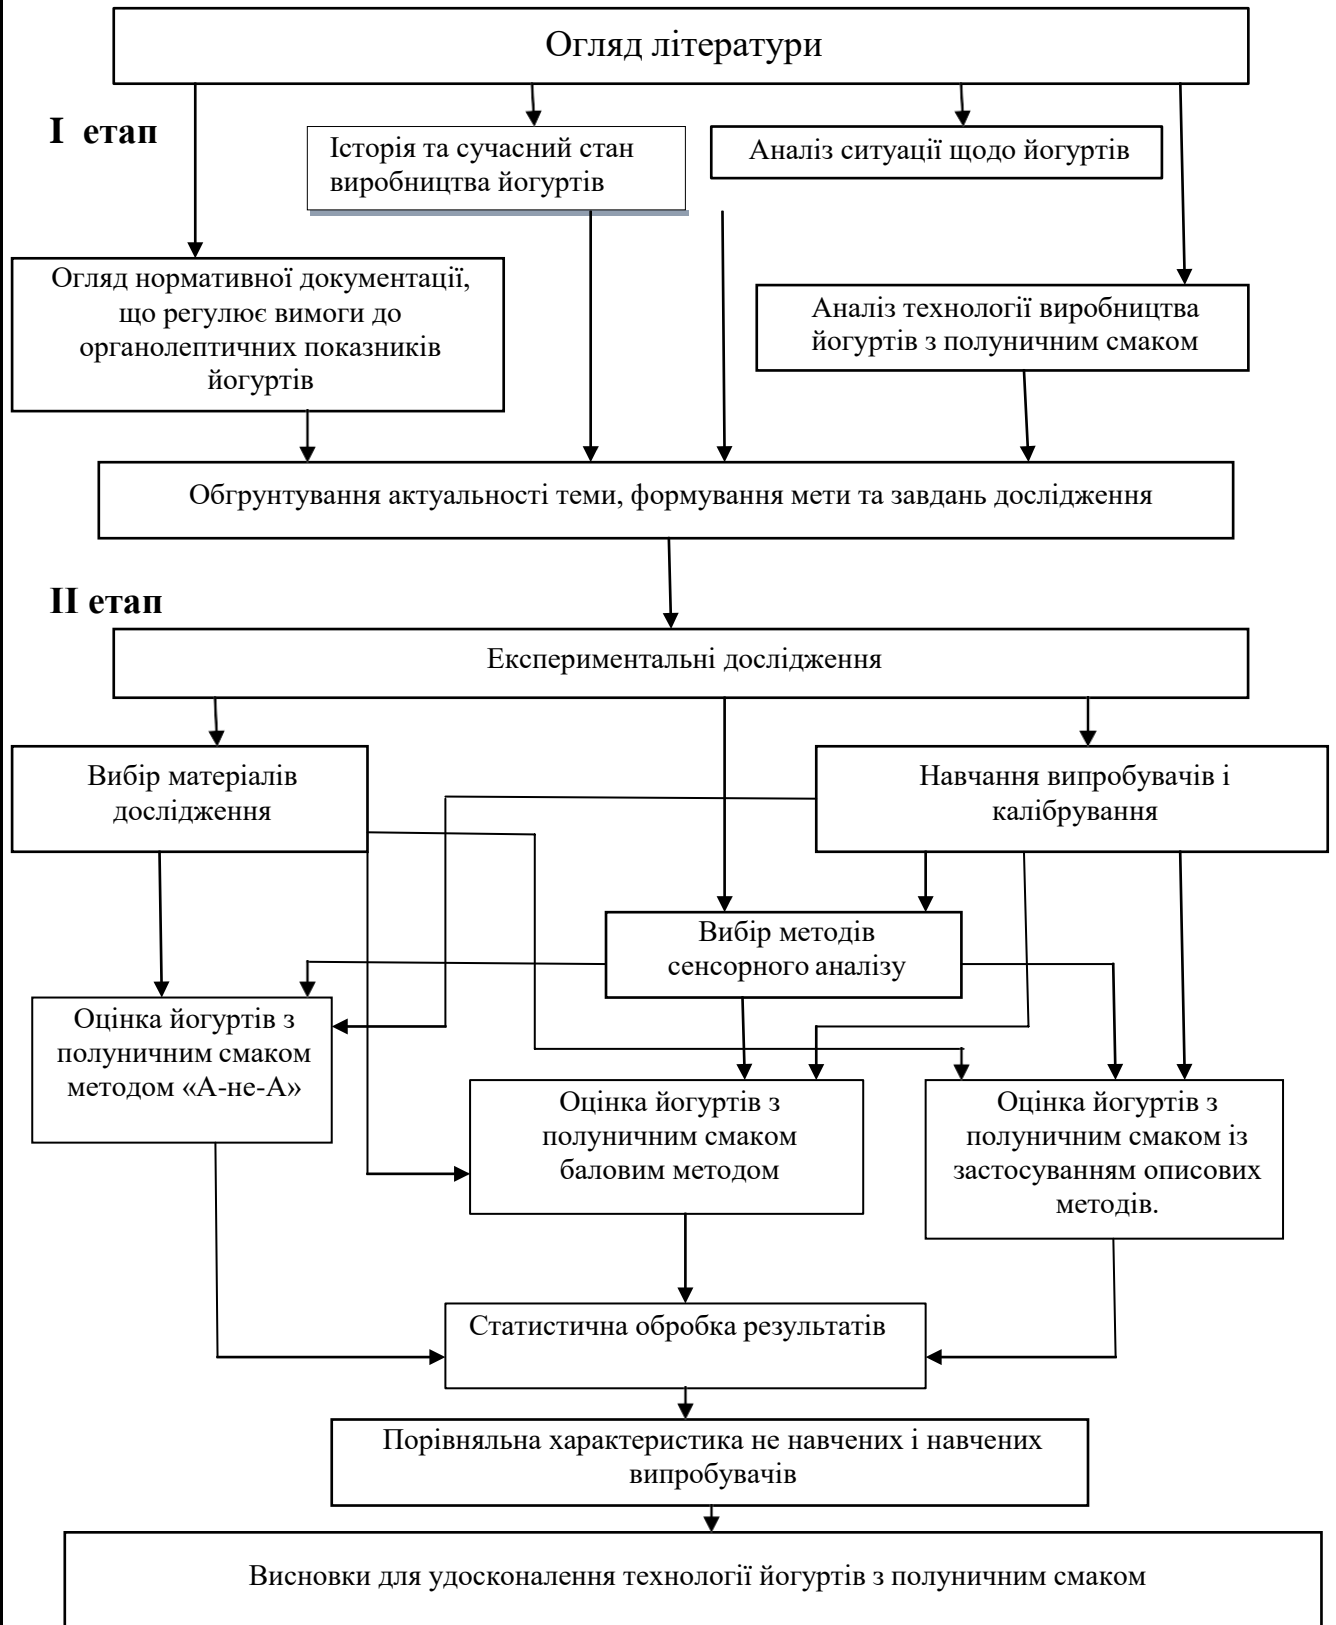 Огляд літератури
І етап
Історія та сучасний стан
виробництва йогуртів
Аналіз ситуації щодо йогуртів
Огляд нормативної документації,
що регулює вимоги до
органолептичних показників
йогуртів
Аналіз технології виробництва
йогуртів з полуничним смаком
Обгрунтування актуальності теми, формування мети та завдань дослідження
ІІ етап
Експериментальні дослідження
Вибір матеріалів
дослідження
Навчання випробувачів і
калібрування
Вибір методів
сенсорного аналізу
Оцінка йогуртів з
полуничним смаком
методом «А-не-А»
Оцінка йогуртів з
полуничним смаком
баловим методом
Оцінка йогуртів з
полуничним смаком із
застосуванням описових
методів.
Статистична обробка результатів
Порівняльна характеристика не навчених і навчених
випробувачів
Висновки для удосконалення технології йогуртів з полуничним смаком